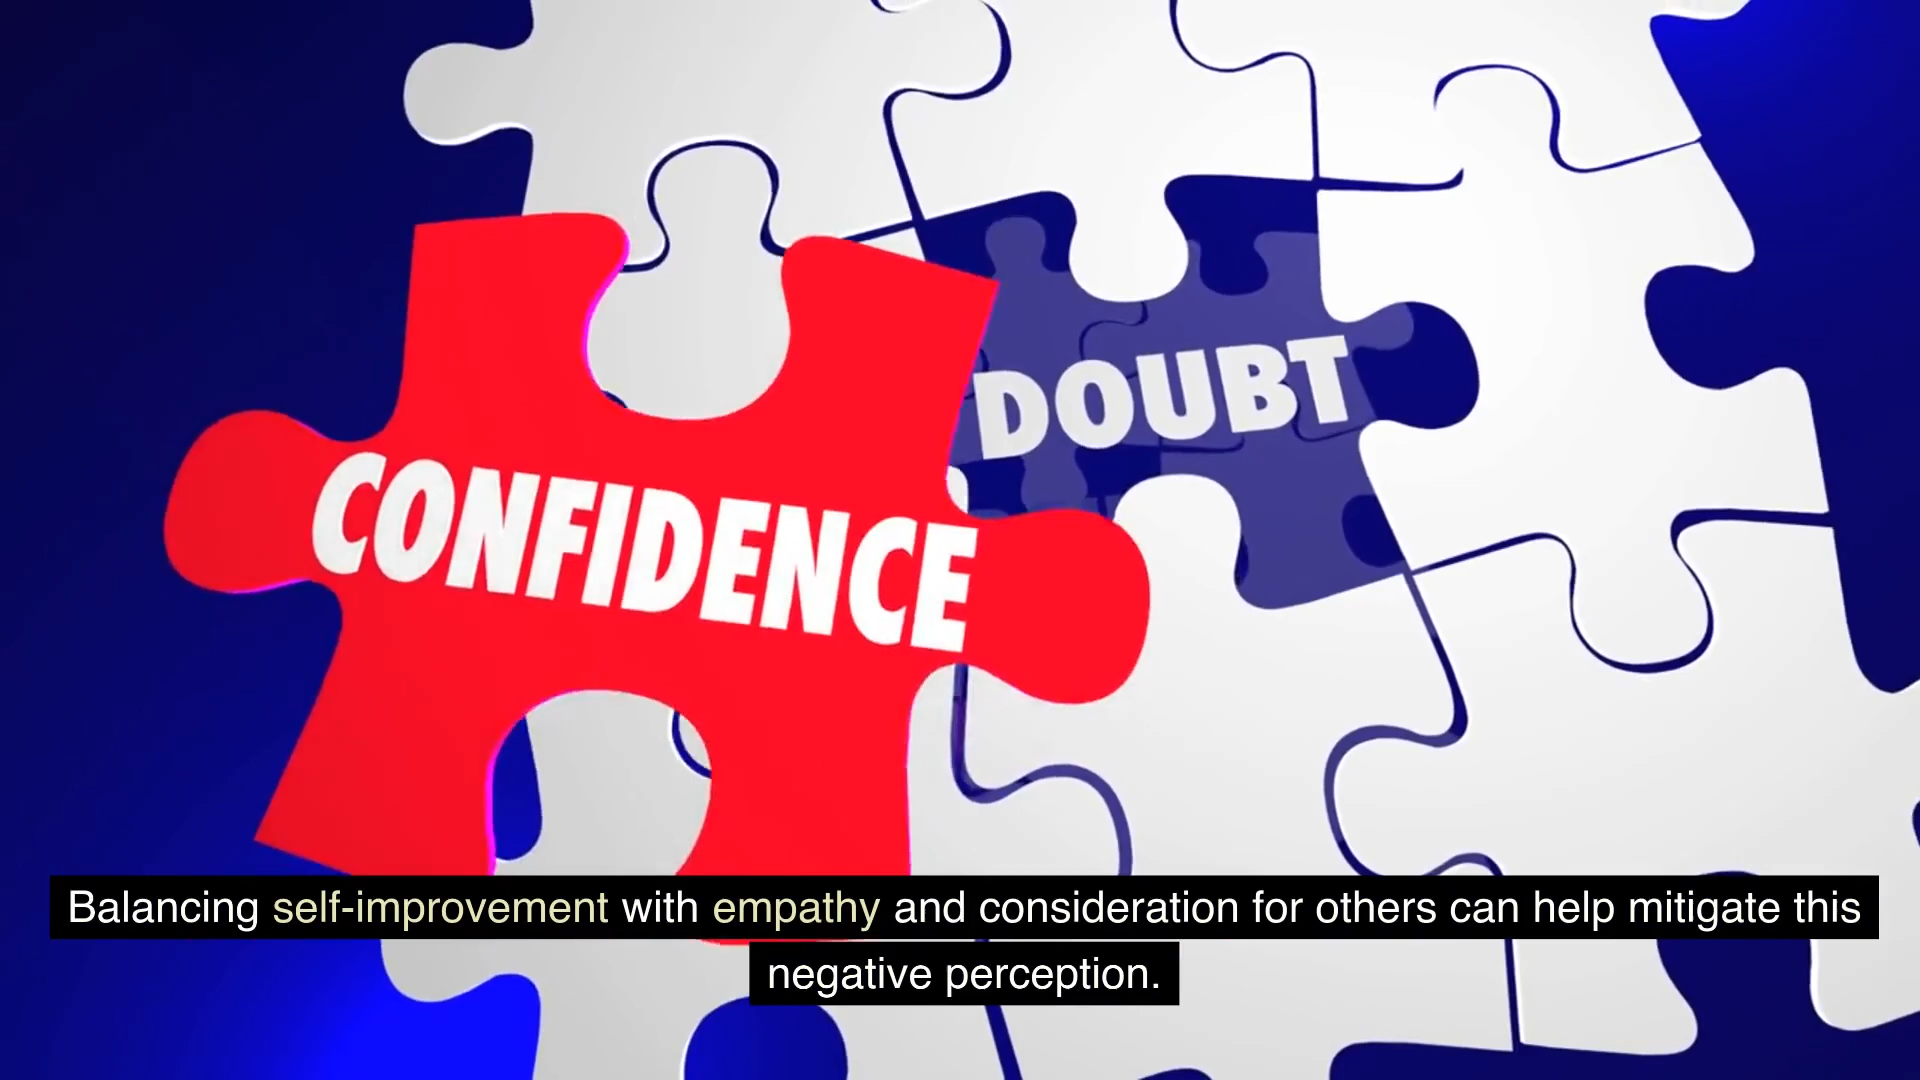 DOUBT
CONFIDENCE
Balancing self-improvement with empathy and consideration for others can help mitigate this
negative perception.